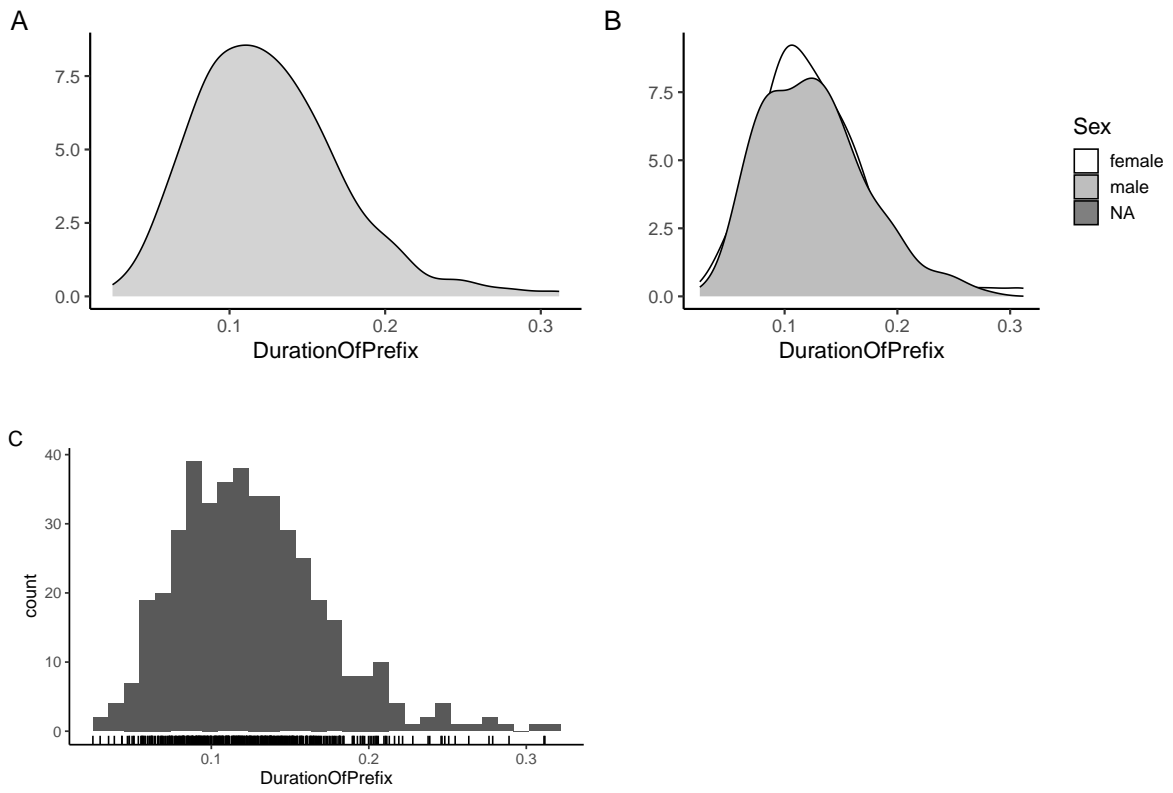 A
7.5
5.0
2.5
0.0
0.1 0.2 0.3
DurationOfPrefix
B
7.5
5.0
2.5
0.0
0.1 0.2 0.3
DurationOfPrefix
Sex
female
male
NA
C
40
30
20
10
0
count
0.1 0.2 0.3
DurationOfPrefix